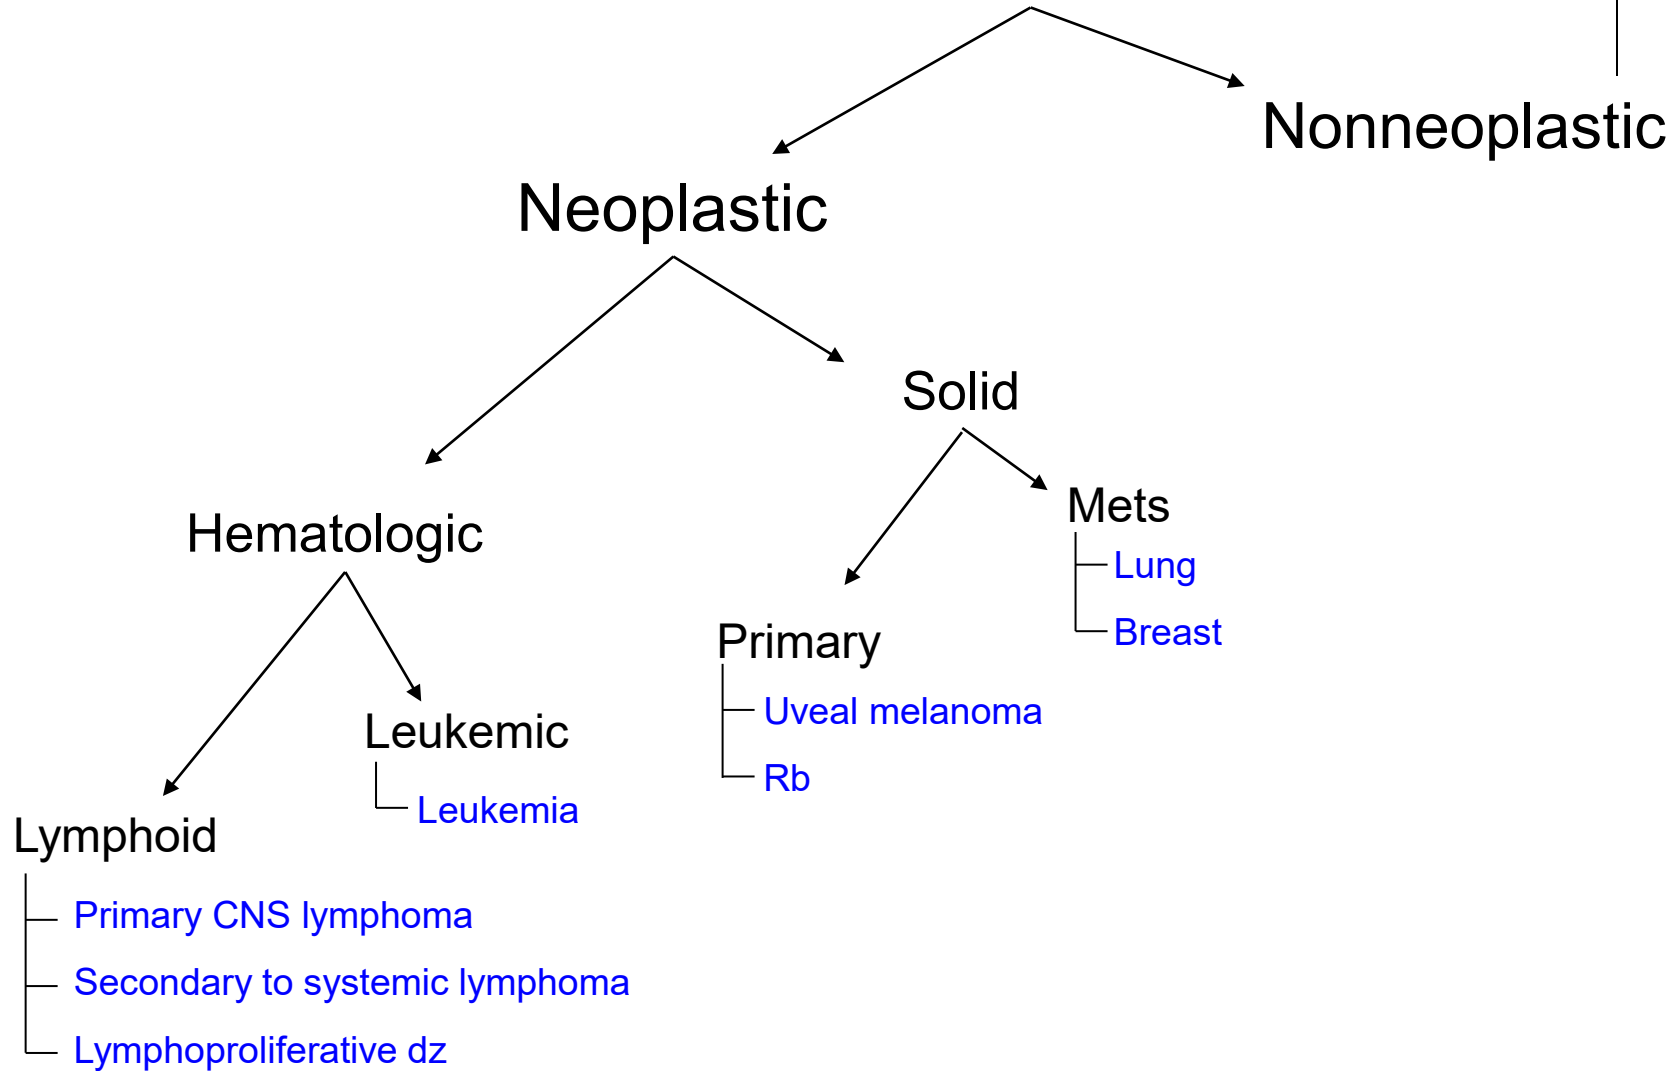 Nonneoplastic
Neoplastic
Solid
Mets
Lung
Breast
Hematologic
Primary
Uveal melanoma
Rb
Leukemic
Leukemia
Lymphoid
Primary CNS lymphoma
Secondary to systemic lymphoma
Lymphoproliferative dz